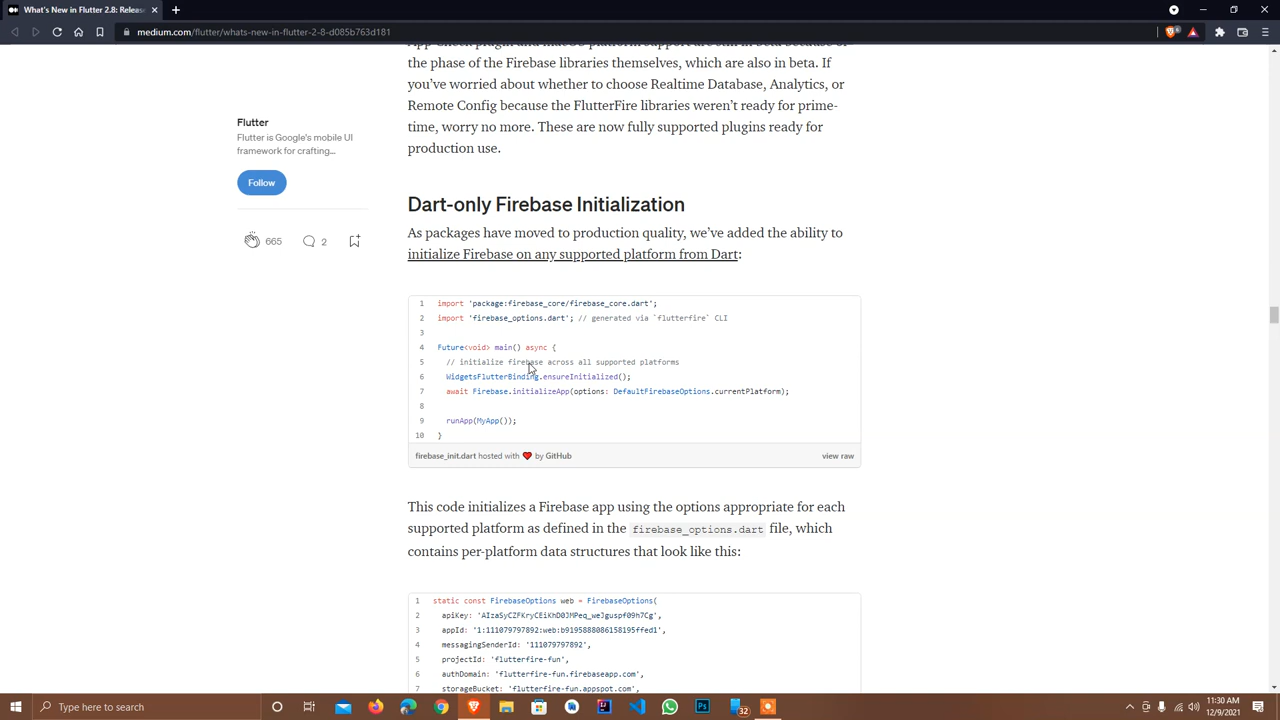 What's New in Flutter 2.8: Releas
medium.com/flutter/whats-new-in-flutter-2-8-d085b763d181
6
App Check plugin and macOS platform support are still in beta because of
the phase of the Firebase libraries themselves, which are also in beta. If
you've worried about whether to choose Realtime Database, Analytics, or
Remote Config because the FlutterFire libraries weren't ready for prime-
time, worry no more. These are now fully supported plugins ready for
production use.
Flutter
Flutter is Google's mobile UI
framework for crafting…
Follow
665
2
Dart-only Firebase Initialization
As packages have moved to production quality, we've added the ability to
initialize Firebase on any supported platform from Dart:
1 import 'package:firebase_core/firebase_core.dart';
2 import 'firebase_options.dart'; // generated via `flutterfire` CLI
3
4 Future<void> main() async {
5 // initialize firebase across all supported platforms
6 WidgetsFlutterBinding.ensureInitialized();
7 await Firebase.initializeApp(options: DefaultFirebaseOptions.currentPlatform);
8
9 runApp(MyApp());
10 }
firebase_init.dart hosted with ❤ by GitHub
view raw
This code initializes a Firebase app using the options appropriate for each
supported platform as defined in the firebase_options.dart file, which
contains per-platform data structures that look like this:
1 static const FirebaseOptions web = FirebaseOptions(
2 apiKey: 'AIzaSyCZFKryCEiKhD0JMPeq_weJguspf09h7Cg',
3 appId: '1:111079797892:web:b9195888086158195ffed1',
4 messagingSenderId: '111079797892',
5 projectId: 'flutterfire-fun',
6 authDomain: 'flutterfire-fun.firebaseapp.com',
7 storageBucket: 'flutterfire-fun.appspot.com',
Type here to search
32
11:30 AM
12/9/2021